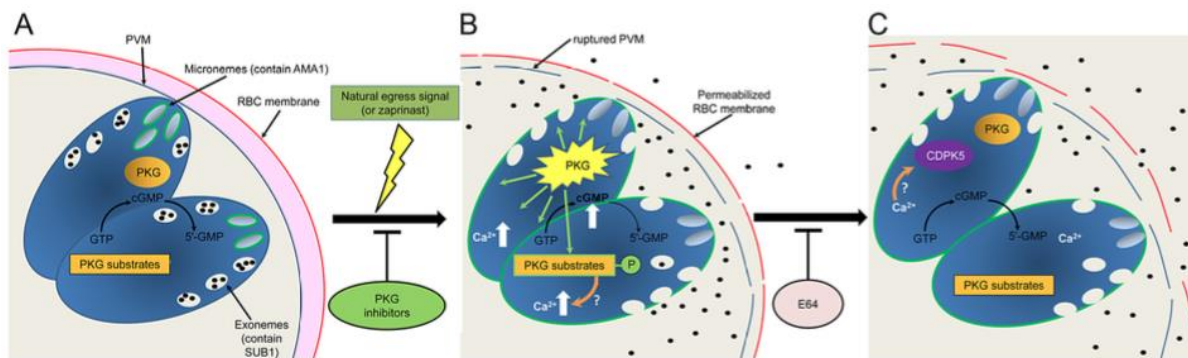 A
PVM
Micronemes (contain AMA1)
RBC membrane
PKG
cGMP
GTP
5'-GMP
PKG substrates
Exonemes
(contain
SUB1)
Natural egress signal
(or zaprinast)
PKG
inhibitors
B
ruptured PVM
Permeabilized
RBC membrane
PKG
cGMP
Ca2+
GTP
5'-GMP
PKG substrates
P
Ca2+
?
E64
C
PKG
CDPK5
?
Ca2+
cGMP
GTP
5'-GMP
Ca2+
PKG substrates